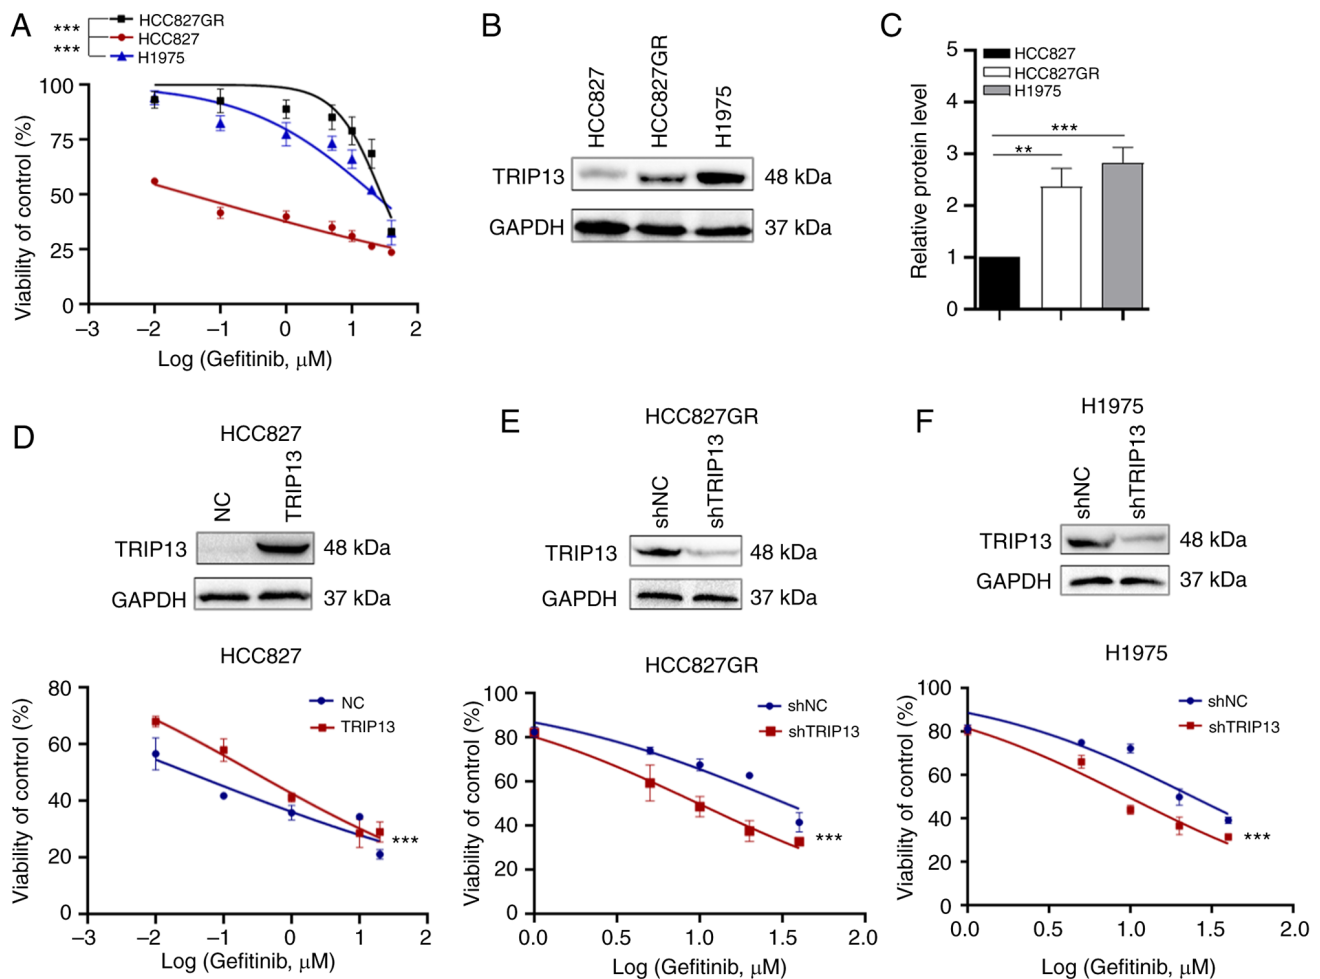 A
*** HCC827GR
*** HCC827
H1975
Viability of control (%)
100
75
50
25
0
−3 −2 −1 0 1 2
Log (Gefitinib, μM)
B
HCC827 HCC827GR H1975
TRIP13 48 kDa
GAPDH 37 kDa
C
HCC827
HCC827GR
H1975
Relative protein level
5
4
3
2
1
0
***
**
D
HCC827
NC TRIP13
TRIP13 48 kDa
GAPDH 37 kDa
HCC827
Viability of control (%)
80
60
40
20
0
NC
TRIP13
***
−3 −2 −1 0 1 2
Log (Gefitinib, μM)
E
HCC827GR
shNC shTRIP13
TRIP13 48 kDa
GAPDH 37 kDa
HCC827GR
Viability of control (%)
100
80
60
40
20
0
shNC
shTRIP13
***
0.0 0.5 1.0 1.5 2.0
Log (Gefitinib, μM)
F
H1975
shNC shTRIP13
TRIP13 48 kDa
GAPDH 37 kDa
H1975
Viability of control (%)
100
80
60
40
20
0
shNC
shTRIP13
***
0.0 0.5 1.0 1.5 2.0
Log (Gefitinib, μM)